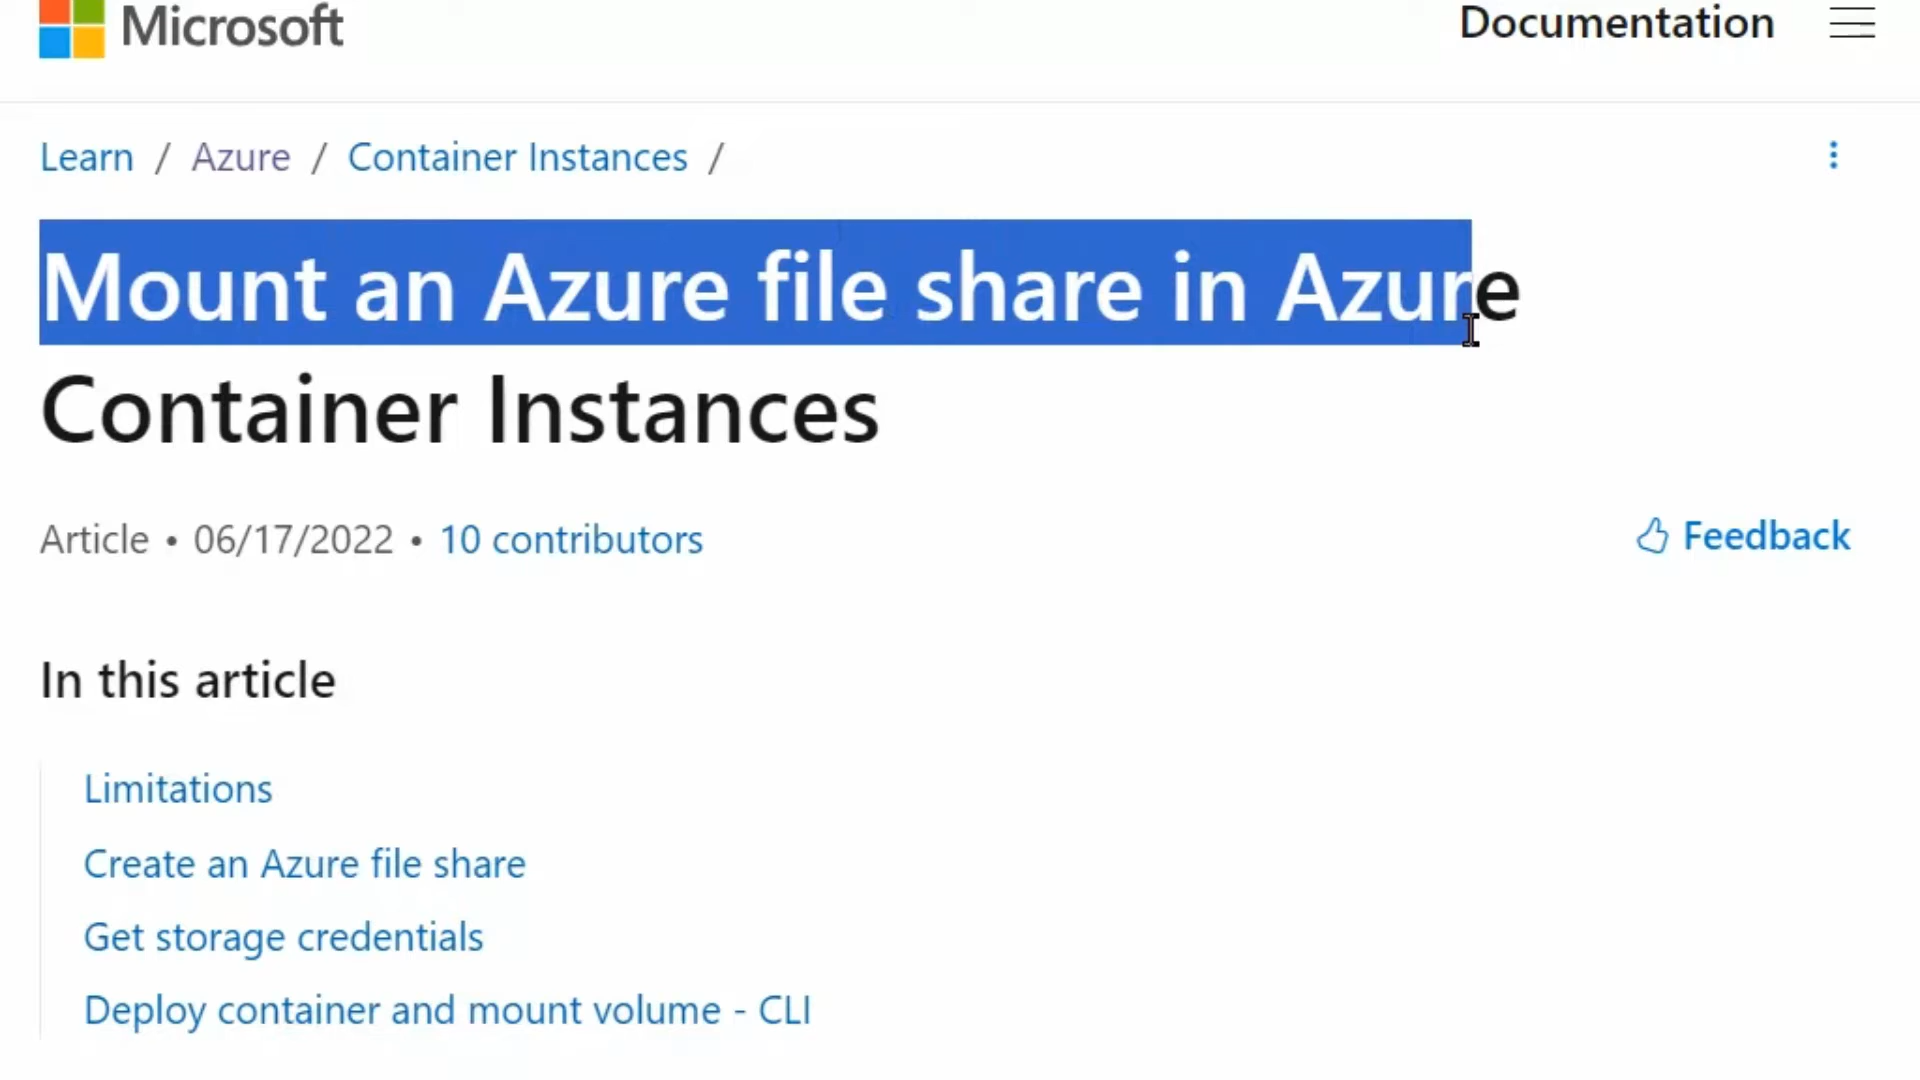 Microsoft
Documentation
Learn / Azure / Container Instances /
Mount an Azure file share in Azure
Container Instances
Article • 06/17/2022 • 10 contributors
Feedback
In this article
Limitations
Create an Azure file share
Get storage credentials
Deploy container and mount volume - CLI